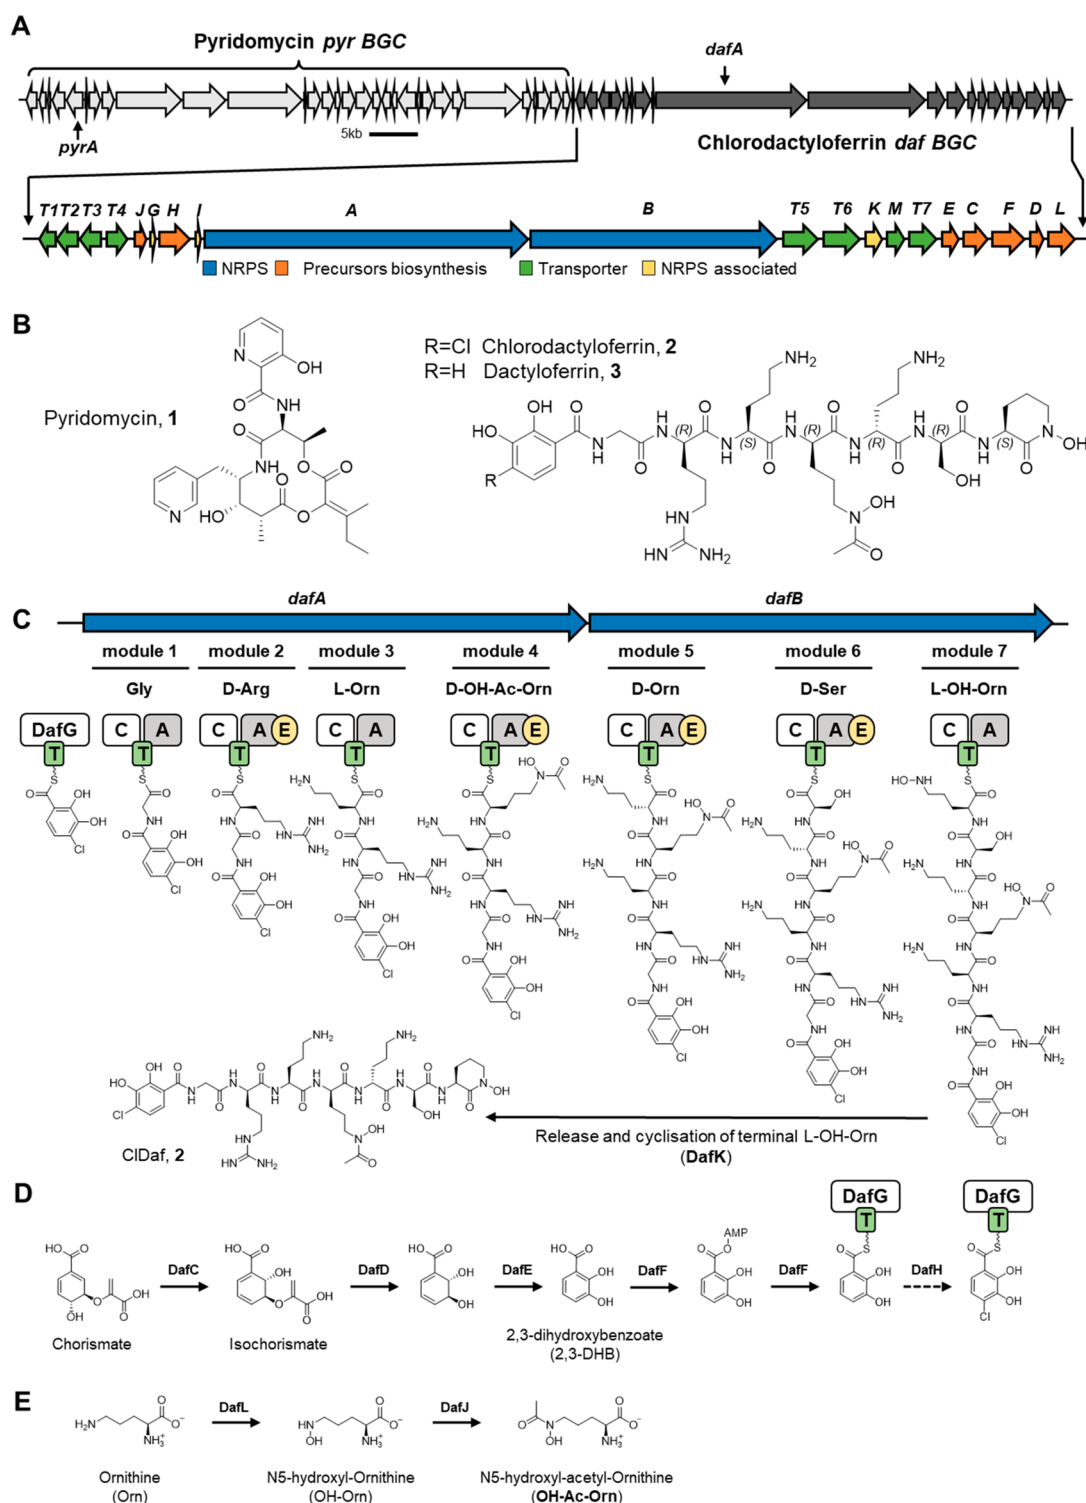 A
Pyridomycin pyr BGC
dafA
pyrA
5kb
Chlorodactyloferrin daf BGC
T1 T2 T3 T4 J G H I A B T5 T6 K M T7 E C F D L
NRPS Precursors biosynthesis Transporter NRPS associated
B
R=Cl Chlorodactyloferrin, 2
R=H Dactyloferrin, 3
Pyridomycin, 1
C
dafA dafB
module 1 module 2 module 3 module 4 module 5 module 6 module 7
Gly D-Arg L-Orn D-OH-Ac-Orn D-Orn D-Ser L-OH-Orn
DafG C A C A E C A C A E C A E C A E C A
T T T T T T T T
ClDaf, 2
Release and cyclisation of terminal L-OH-Orn
(DafK)
D
DafG DafG
T T
DafC DafD DafE DafF DafF DafH
Chorismate Isochorismate 2,3-dihydroxybenzoate
(2,3-DHB)
E
DafL DafJ
Ornithine N5-hydroxyl-Ornithine N5-hydroxyl-acetyl-Ornithine
(Orn) (OH-Orn) (OH-Ac-Orn)